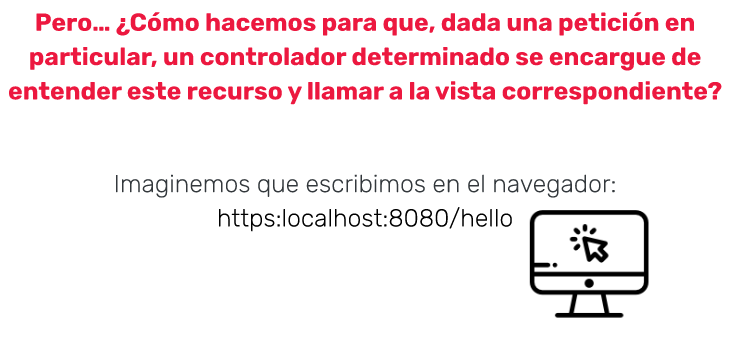 Pero... ¿Cómo hacemos para que, dada una petición en
particular, un controlador determinado se encargue de
entender este recurso y llamar a la vista correspondiente?
Imaginemos que escribimos en el navegador:
https:localhost:8080/hello